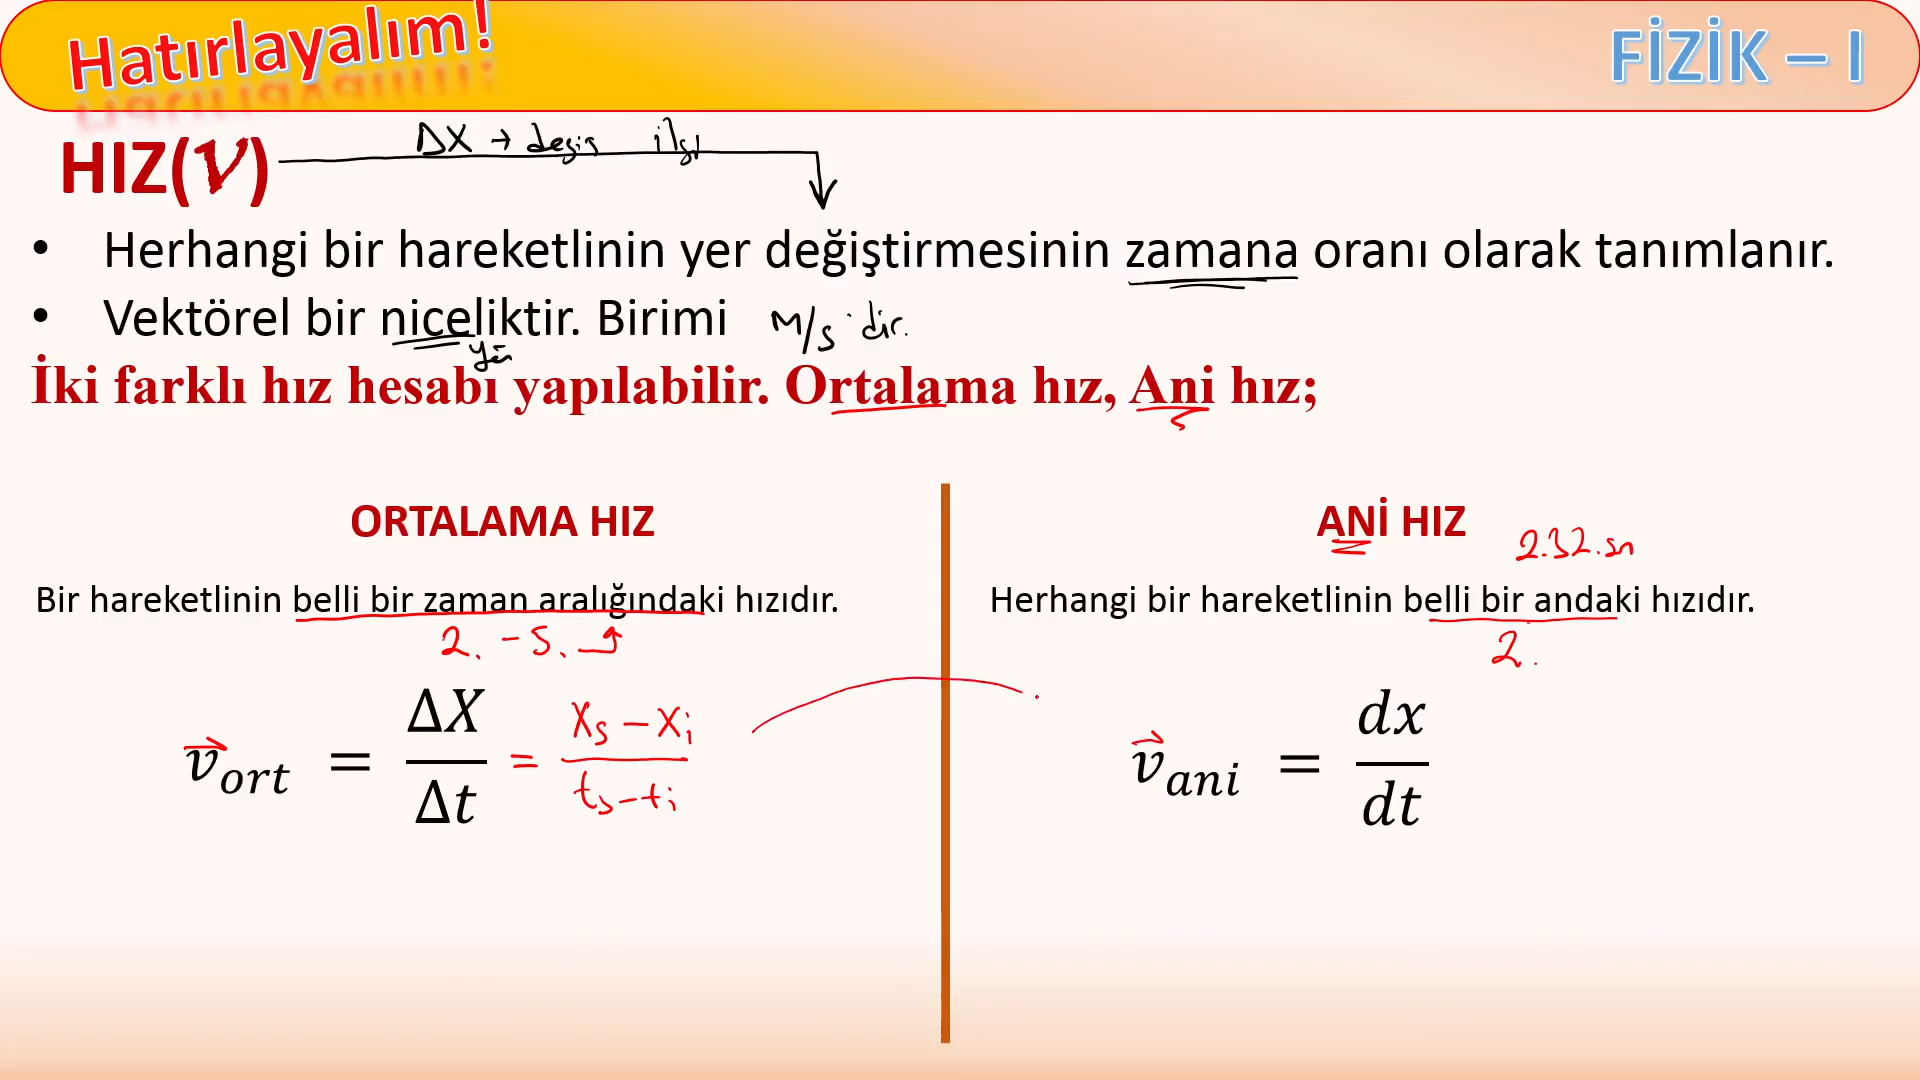 Hatırlayalım!
FİZİK – I
HIZ(V)
ΔX → değiş ilgi
• Herhangi bir hareketlinin yer değiştirmesinin zamana oranı olarak tanımlanır.
• Vektörel bir niceliktir. Birimi m/s 'dir.
yön
İki farklı hız hesabı yapılabilir. Ortalama hız, Ani hız;
ORTALAMA HIZ
Bir hareketlinin belli bir zaman aralığındaki hızıdır.
2. - 5.
v⃗ort = ΔX/Δt = (xs - xi)/(ts - ti)
ANİ HIZ
2.32.sn
Herhangi bir hareketlinin belli bir andaki hızıdır.
2.
v⃗ani = dx/dt